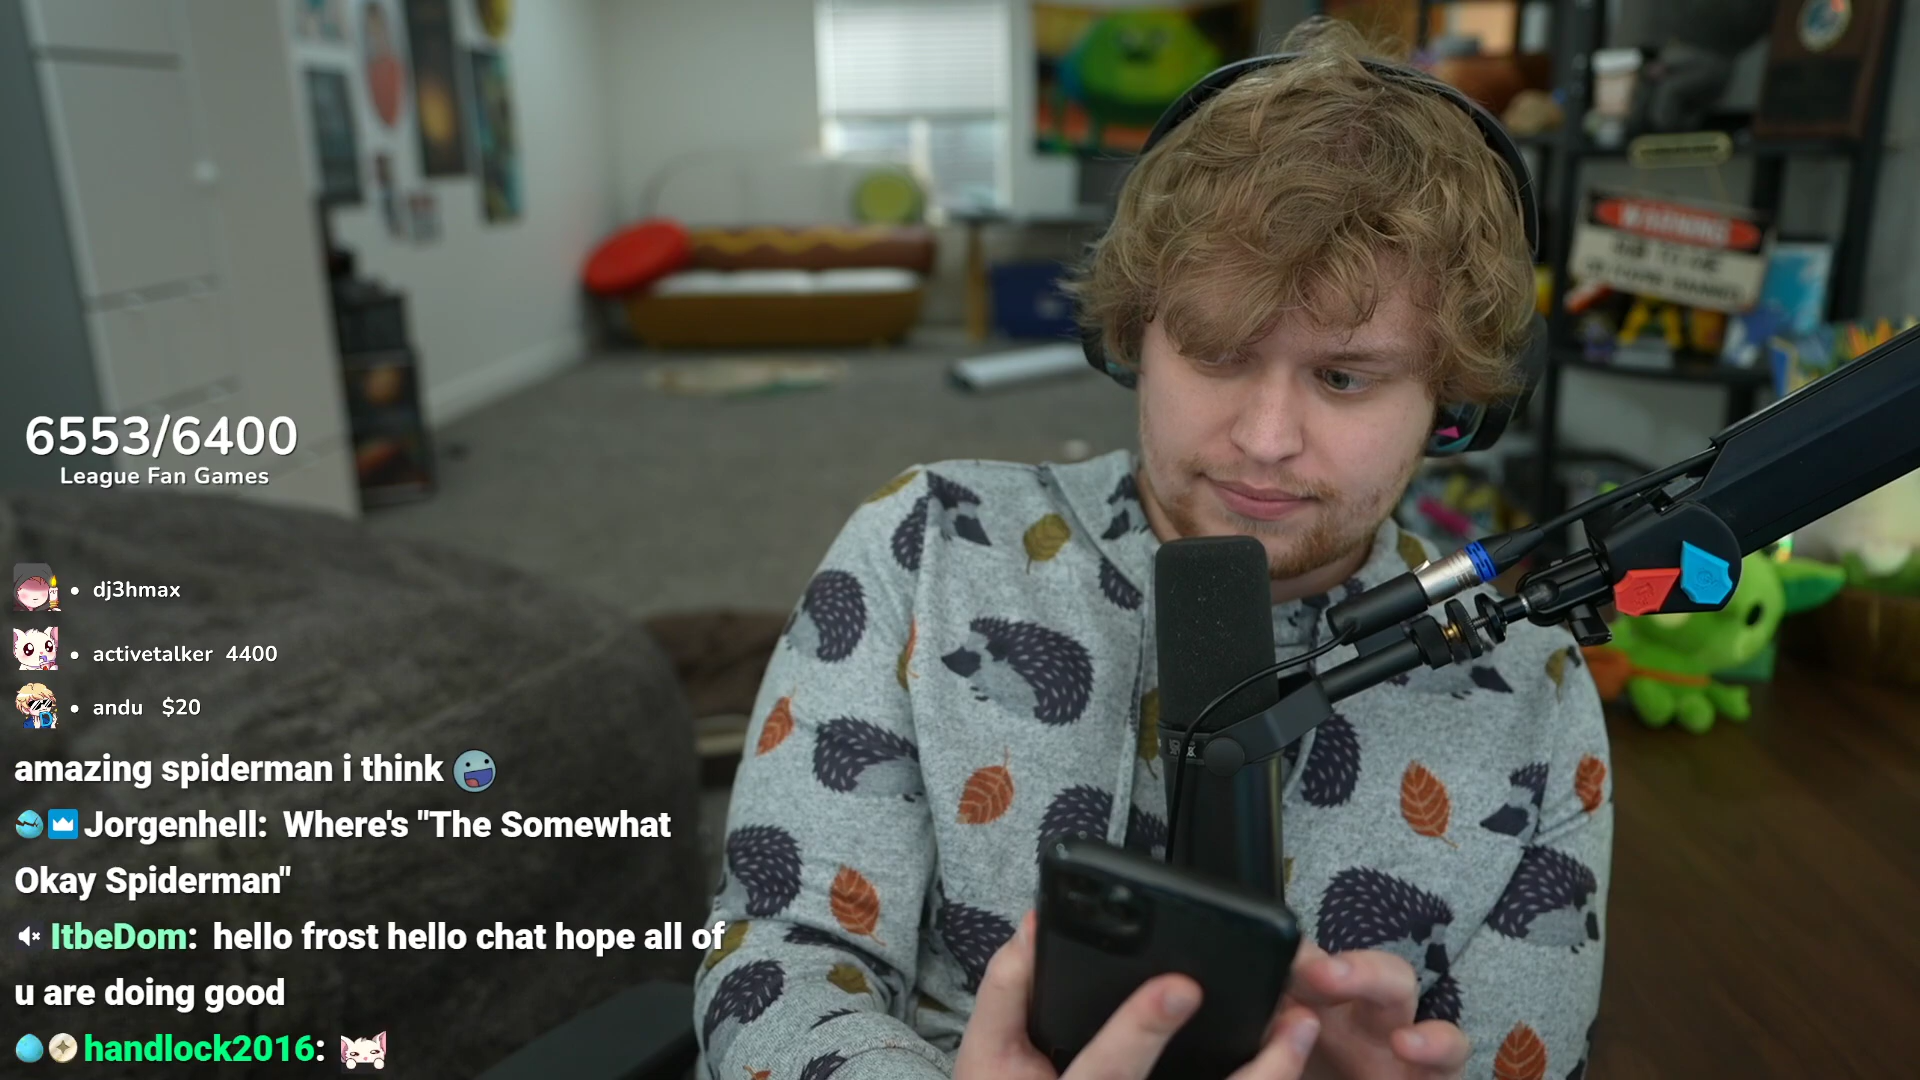 WARNING
6553/6400
League Fan Games
dj3hmax
activetalker 4400
andu $20
amazing spiderman i think
Jorgenhell: Where's "The Somewhat
Okay Spiderman"
ItbeDom: hello frost hello chat hope all of
u are doing good
handlock2016: